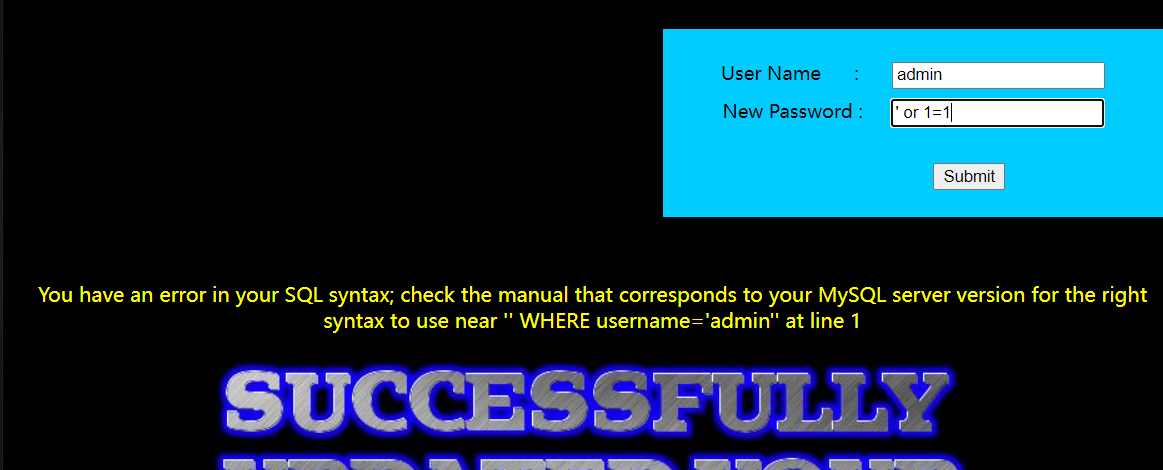 User Name : admin
New Password : ' or 1=1
Submit
You have an error in your SQL syntax; check the manual that corresponds to your MySQL server version for the right
syntax to use near '' WHERE username='admin'' at line 1
SUCCESSFULLY
UPDATED YOUR